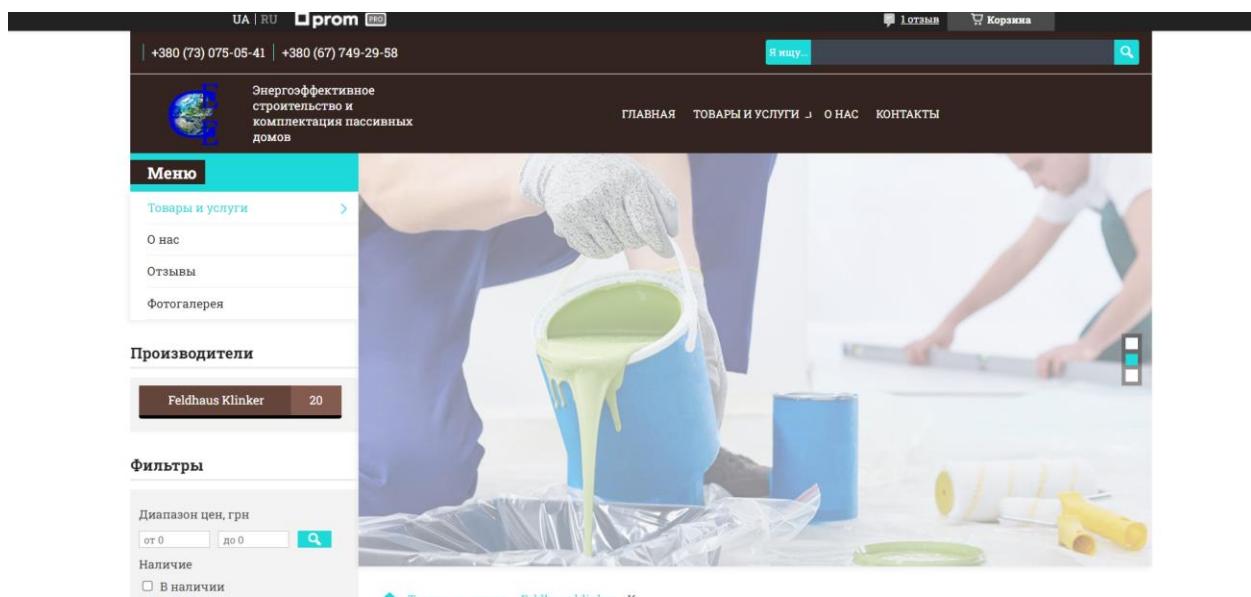 UA | RU prom PRO 1 отзыв Корзина
+380 (73) 075-05-41 +380 (67) 749-29-58 Я ищу...
Энергоэффективное
строительство и
комплектация пассивных
домов
ГЛАВНАЯ ТОВАРЫ И УСЛУГИ О НАС КОНТАКТЫ
Меню
Товары и услуги
О нас
Отзывы
Фотогалерея
Производители
Feldhaus Klinker 20
Фильтры
Диапазон цен, грн
от 0 до 0
Наличие
В наличии